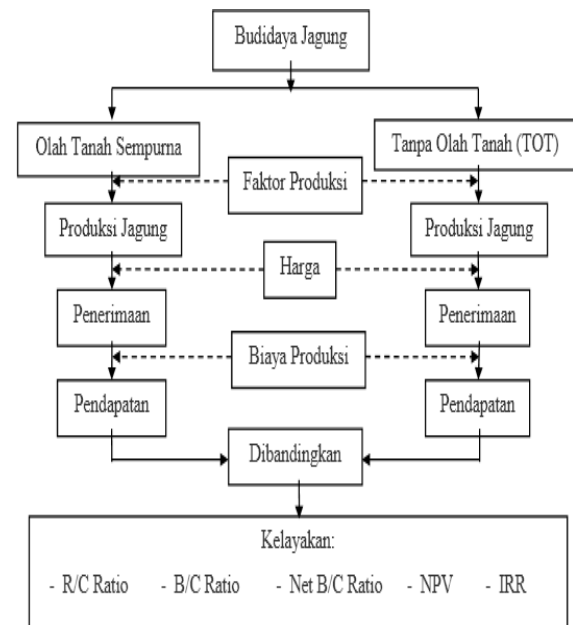 Budidaya Jagung
Olah Tanah Sempurna
Tanpa Olah Tanah (TOT)
Faktor Produksi
Produksi Jagung
Produksi Jagung
Harga
Penerimaan
Penerimaan
Biaya Produksi
Pendapatan
Pendapatan
Dibandingkan
Kelayakan:
- R/C Ratio - B/C Ratio - Net B/C Ratio - NPV - IRR